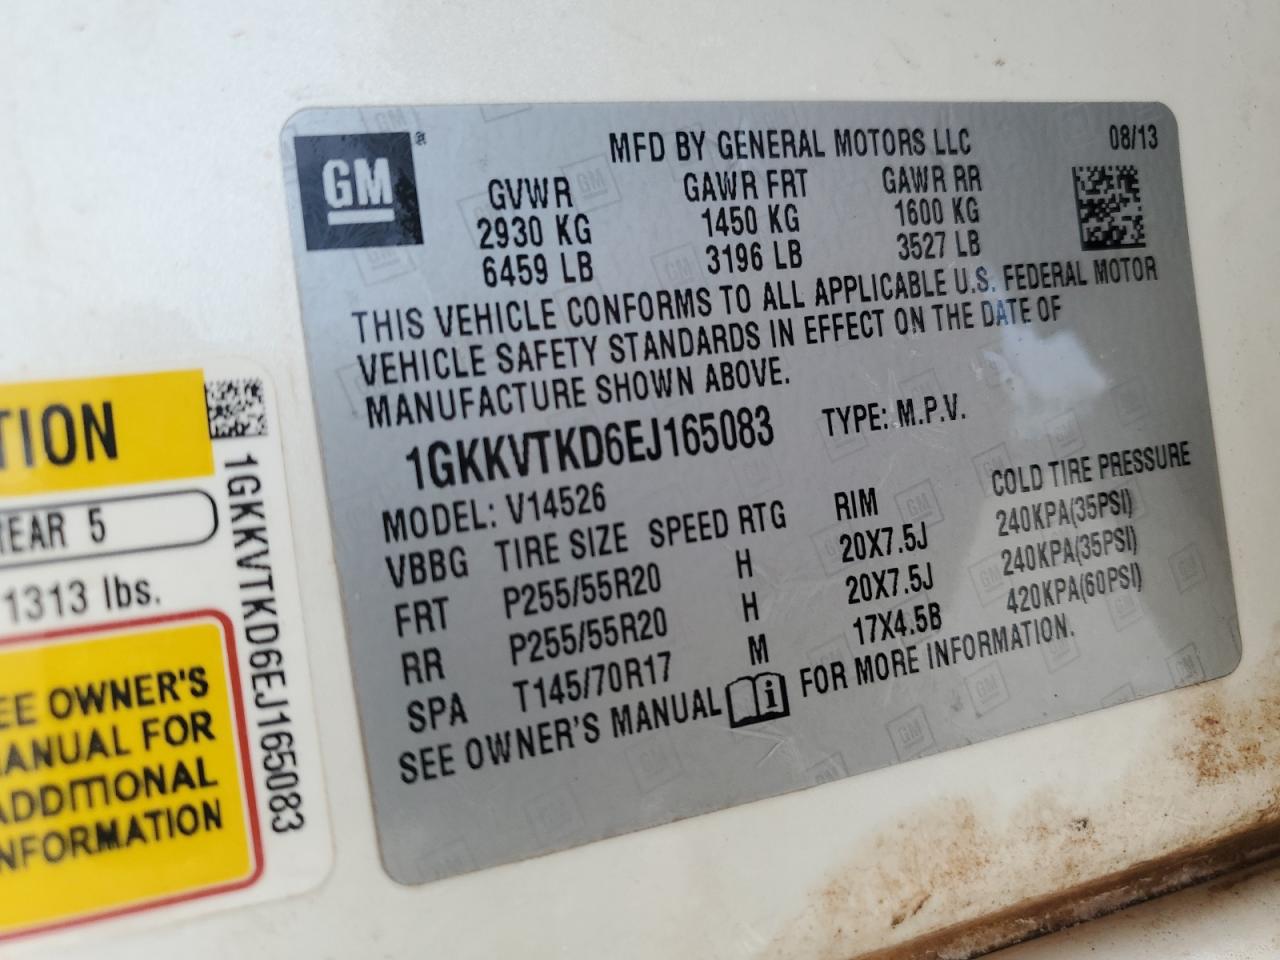 GM
MFD BY GENERAL MOTORS LLC 08/13
GVWR GAWR FRT GAWR RR
2930 KG 1450 KG 1600 KG
6459 LB 3196 LB 3527 LB
THIS VEHICLE CONFORMS TO ALL APPLICABLE U.S. FEDERAL MOTOR
VEHICLE SAFETY STANDARDS IN EFFECT ON THE DATE OF
MANUFACTURE SHOWN ABOVE.
1GKKVTKD6EJ165083 TYPE: M.P.V.
MODEL: V14526
VBBG TIRE SIZE SPEED RTG RIM COLD TIRE PRESSURE
FRT P255/55R20 H 20X7.5J 240KPA(35PSI)
RR P255/55R20 H 20X7.5J 240KPA(35PSI)
SPA T145/70R17 M 17X4.5B 420KPA(60PSI)
SEE OWNER'S MANUAL i FOR MORE INFORMATION.
TION
REAR 5
1313 lbs.
EE OWNER'S
ANUAL FOR
ADDITIONAL
NFORMATION
1GKKVTKD6EJ165083